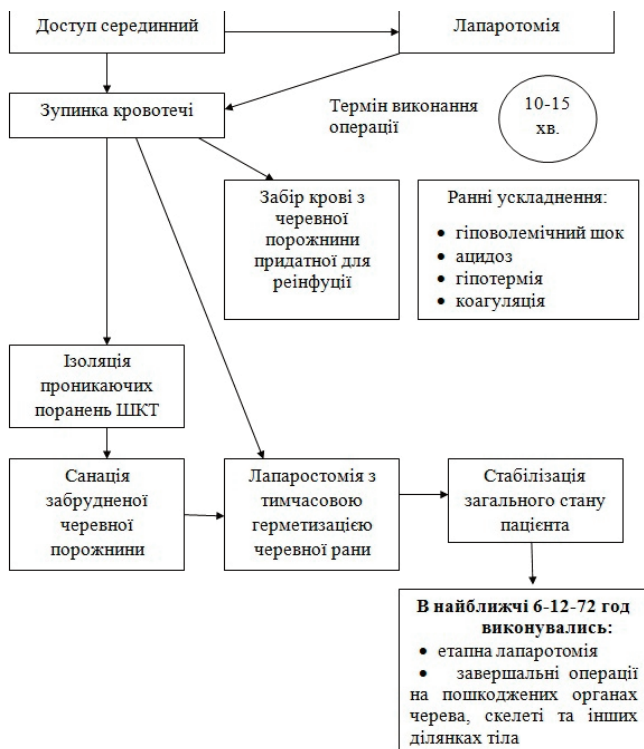 Доступ серединний
Лапаротомія
Зупинка кровотечі
Термін виконання
операції
10-15
хв.
Забір крові з
черевної
порожнини
придатної для
реінфуції
Ранні ускладнення:
• гіповолемічний шок
• ацидоз
• гіпотермія
• коагуляція
Ізоляція
проникаючих
поранень ШКТ
Санація
забрудненої
черевної
порожнини
Лапаростомія з
тимчасовою
герметизацією
черевної рани
Стабілізація
загального стану
пацієнта
В найближчі 6-12-72 год
виконувались:
• етапна лапаротомія
• завершальні операції
на пошкоджених органах
черева, скелеті та інших
ділянках тіла